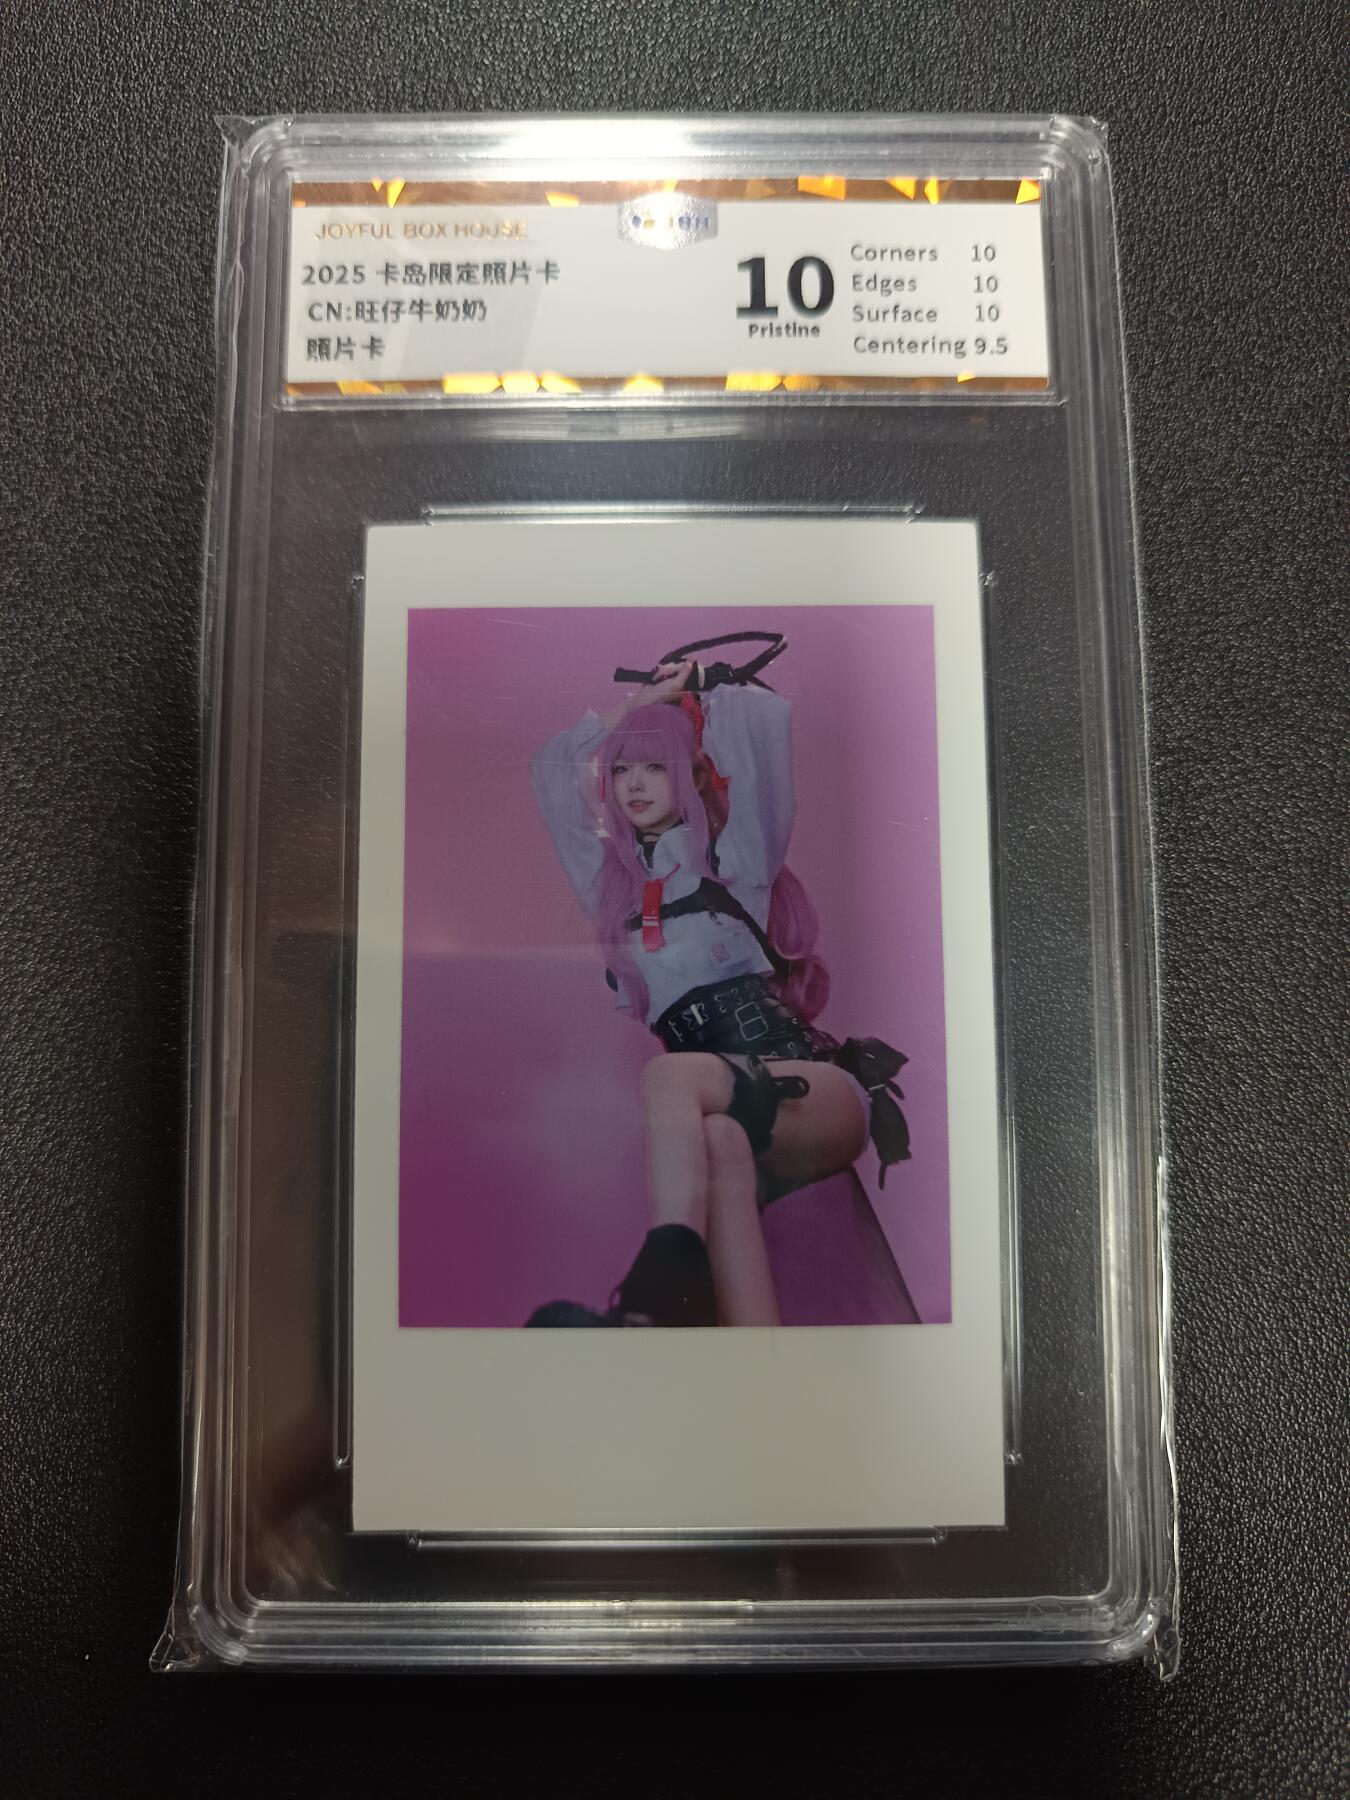 JOYFUL BOX HOUSE
2025 卡岛限定照片卡
CN:旺仔牛奶奶
照片卡
10
Pristine
Corners 10
Edges 10
Surface 10
Centering 9.5